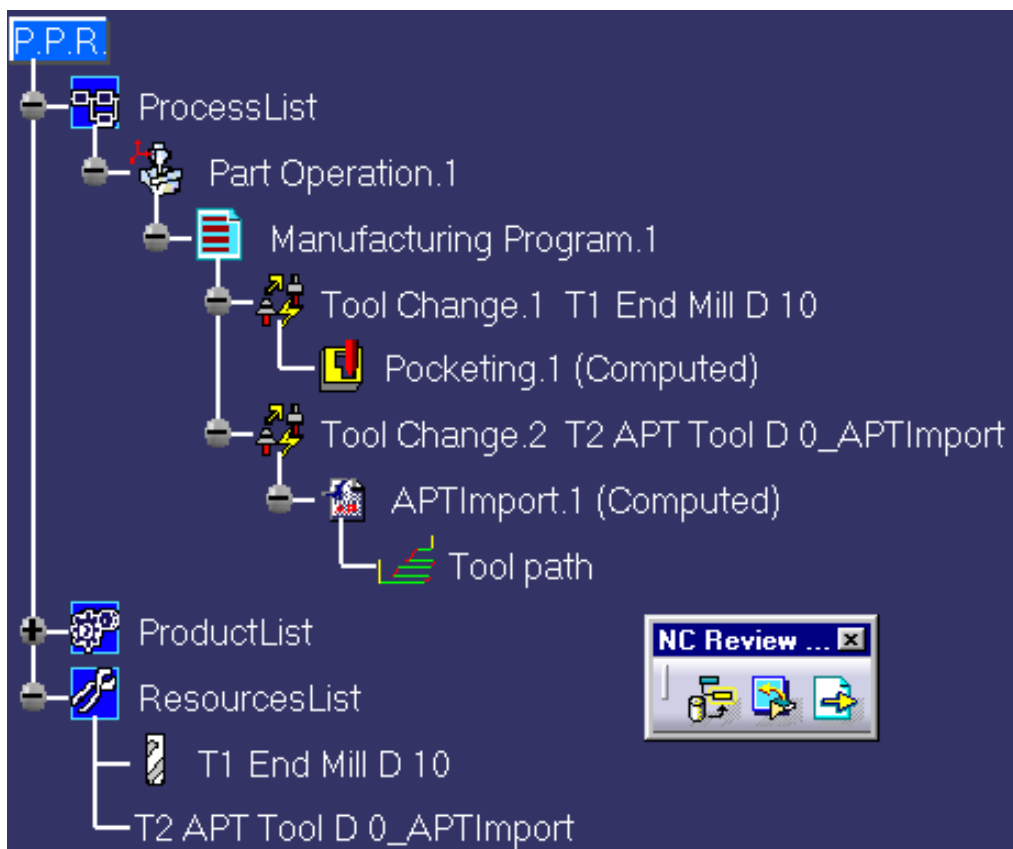 P.P.R.
ProcessList
Part Operation.1
Manufacturing Program.1
Tool Change.1 T1 End Mill D 10
Pocketing.1 (Computed)
Tool Change.2 T2 APT Tool D 0_APTImport
APTImport.1 (Computed)
Tool path
ProductList
NC Review ...
ResourcesList
T1 End Mill D 10
T2 APT Tool D 0_APTImport